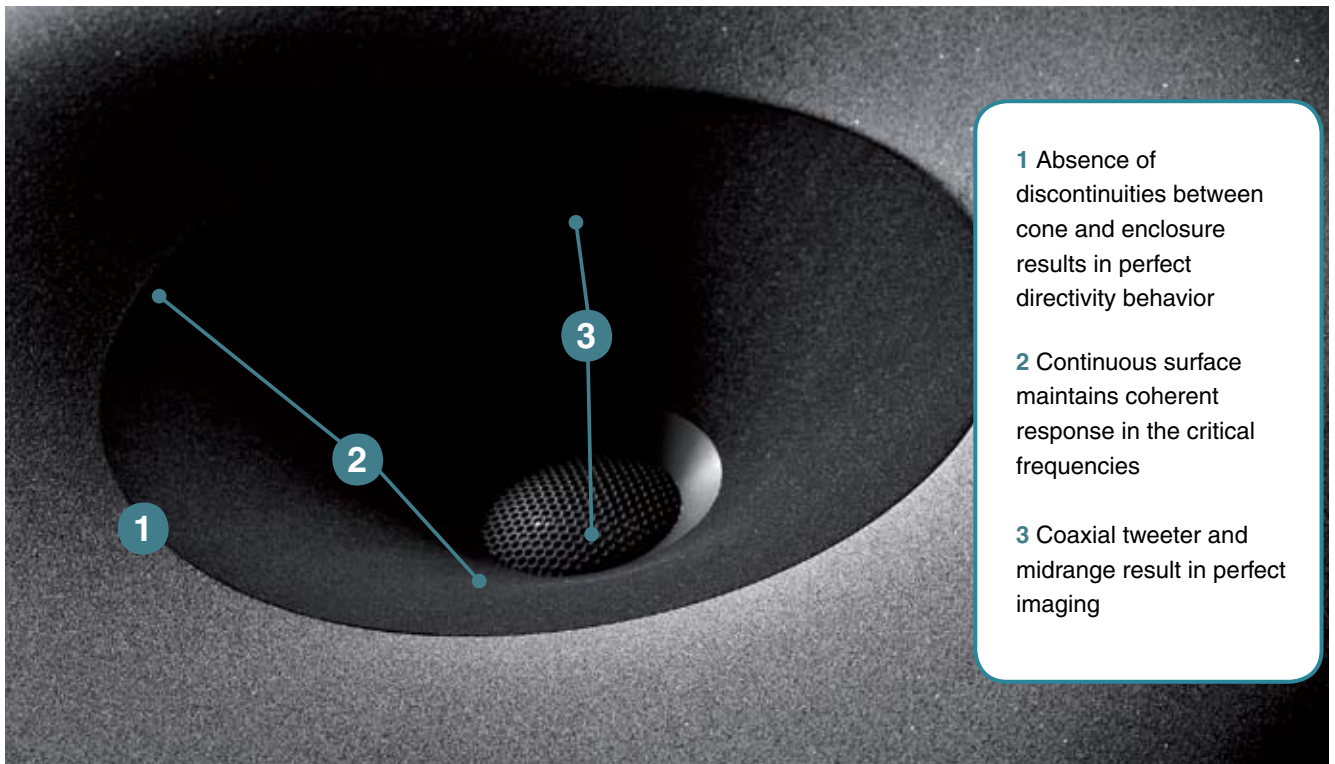 1 Absence of
discontinuities between
cone and enclosure
results in perfect
directivity behavior
2 Continuous surface
maintains coherent
response in the critical
frequencies
3 Coaxial tweeter and
midrange result in perfect
imaging
3
2
1